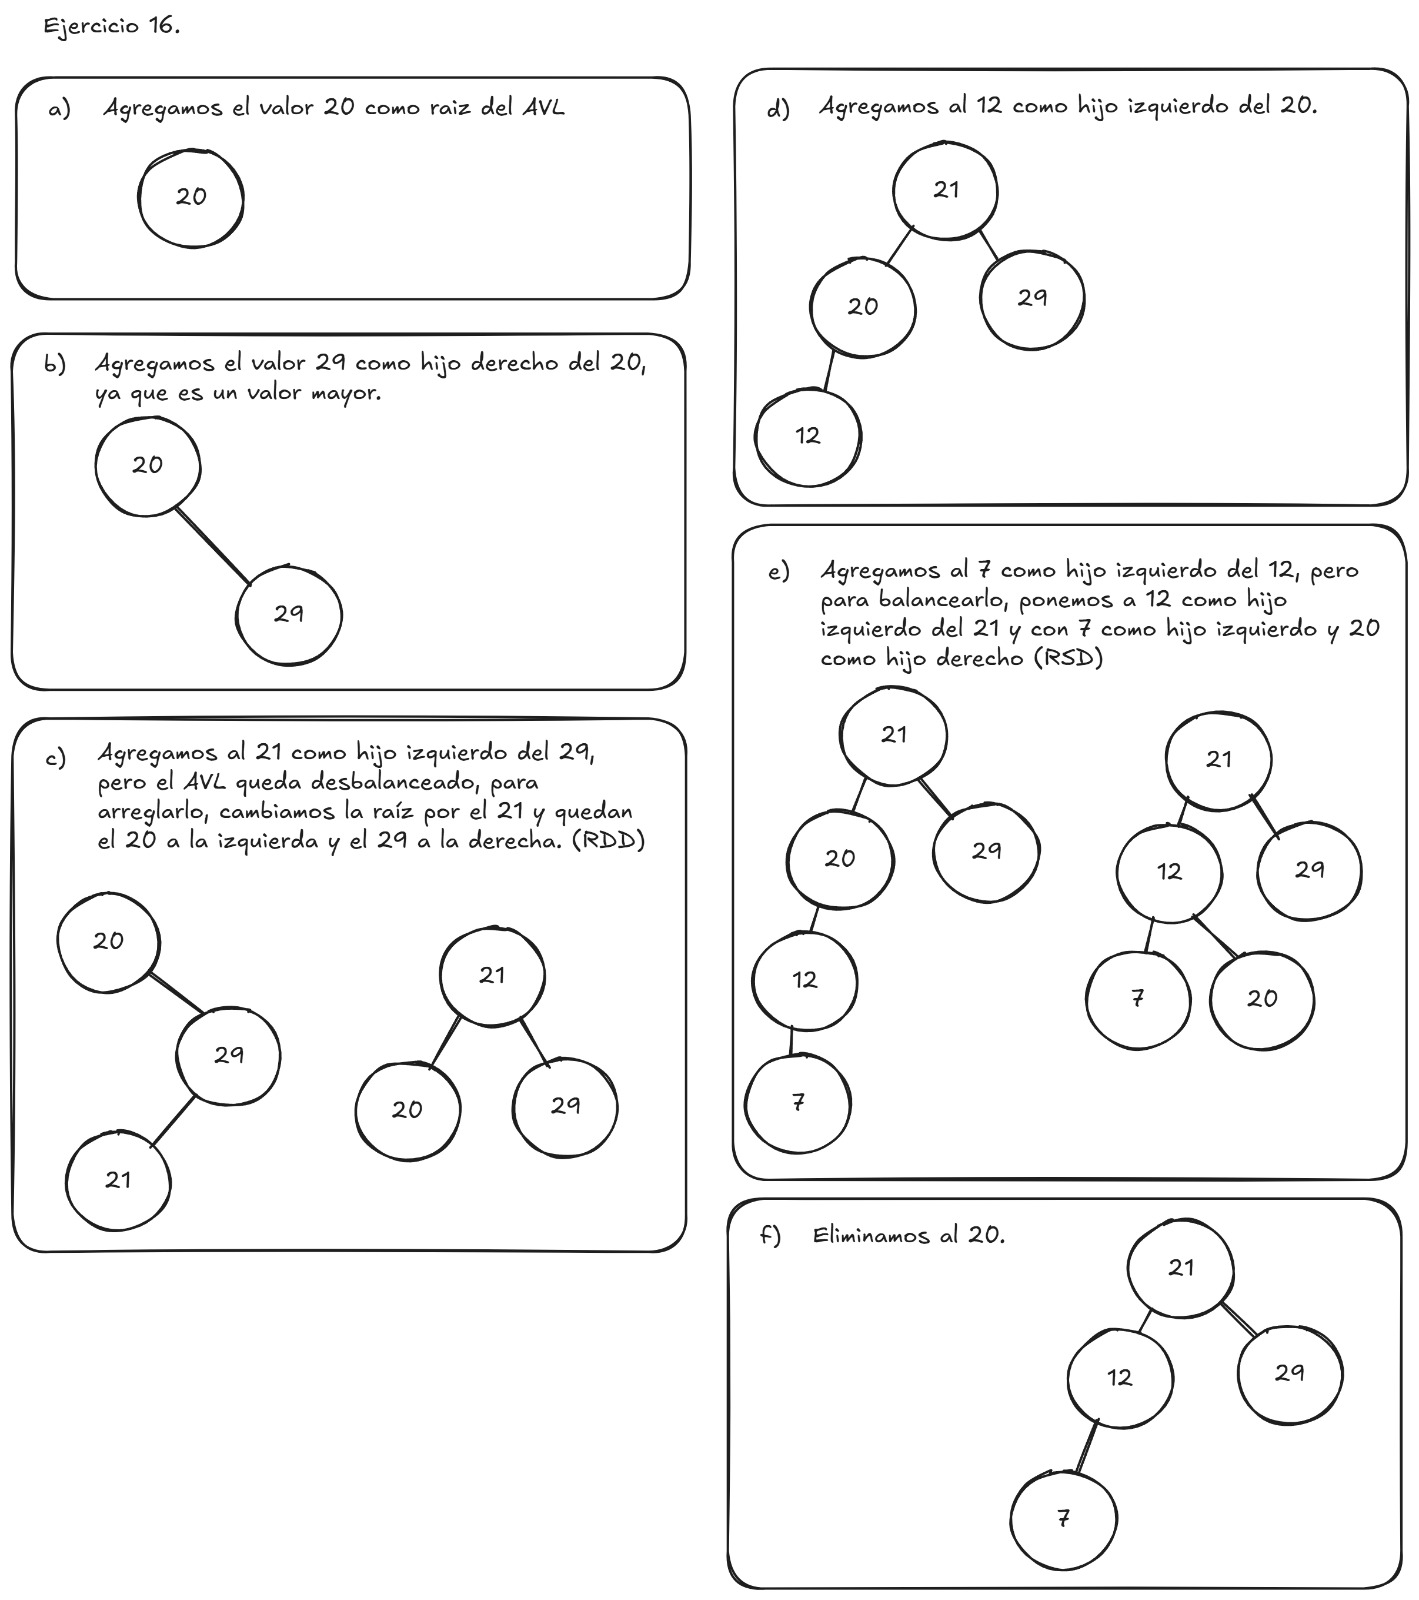 Ejercicio 16.
a) Agregamos el valor 20 como raiz del AVL
20
b) Agregamos el valor 29 como hijo derecho del 20,
ya que es un valor mayor.
20
29
c) Agregamos al 21 como hijo izquierdo del 29,
pero el AVL queda desbalanceado, para
arreglarlo, cambiamos la raíz por el 21 y quedan
el 20 a la izquierda y el 29 a la derecha. (RDD)
20
29
21
21
20
29
d) Agregamos al 12 como hijo izquierdo del 20.
21
20
29
12
e) Agregamos al 7 como hijo izquierdo del 12, pero
para balancearlo, ponemos a 12 como hijo
izquierdo del 21 y con 7 como hijo izquierdo y 20
como hijo derecho (RSD)
21
20
29
12
7
21
12
29
7
20
f) Eliminamos al 20.
21
12
29
7